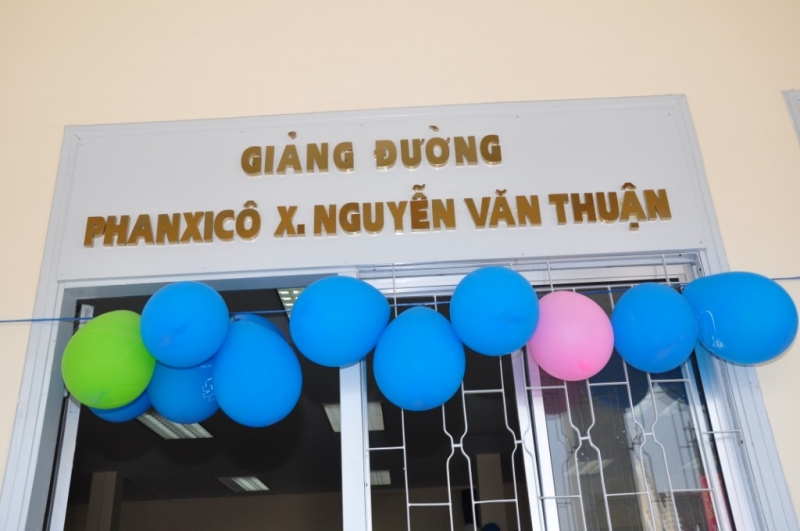 GIẢNG ĐƯỜNG
PHANXICÔ X. NGUYỄN VĂN THUẬN